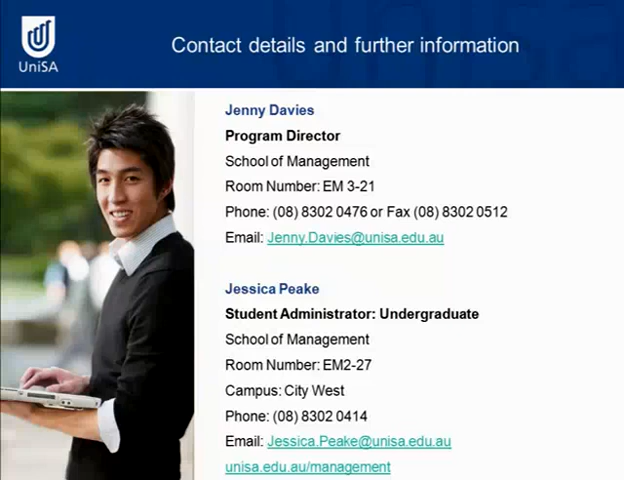 UniSA
Contact details and further information
Jenny Davies
Program Director
School of Management
Room Number: EM 3-21
Phone: (08) 8302 0476 or Fax (08) 8302 0512
Email: Jenny.Davies@unisa.edu.au
Jessica Peake
Student Administrator: Undergraduate
School of Management
Room Number: EM2-27
Campus: City West
Phone: (08) 8302 0414
Email: Jessica.Peake@unisa.edu.au
unisa.edu.au/management